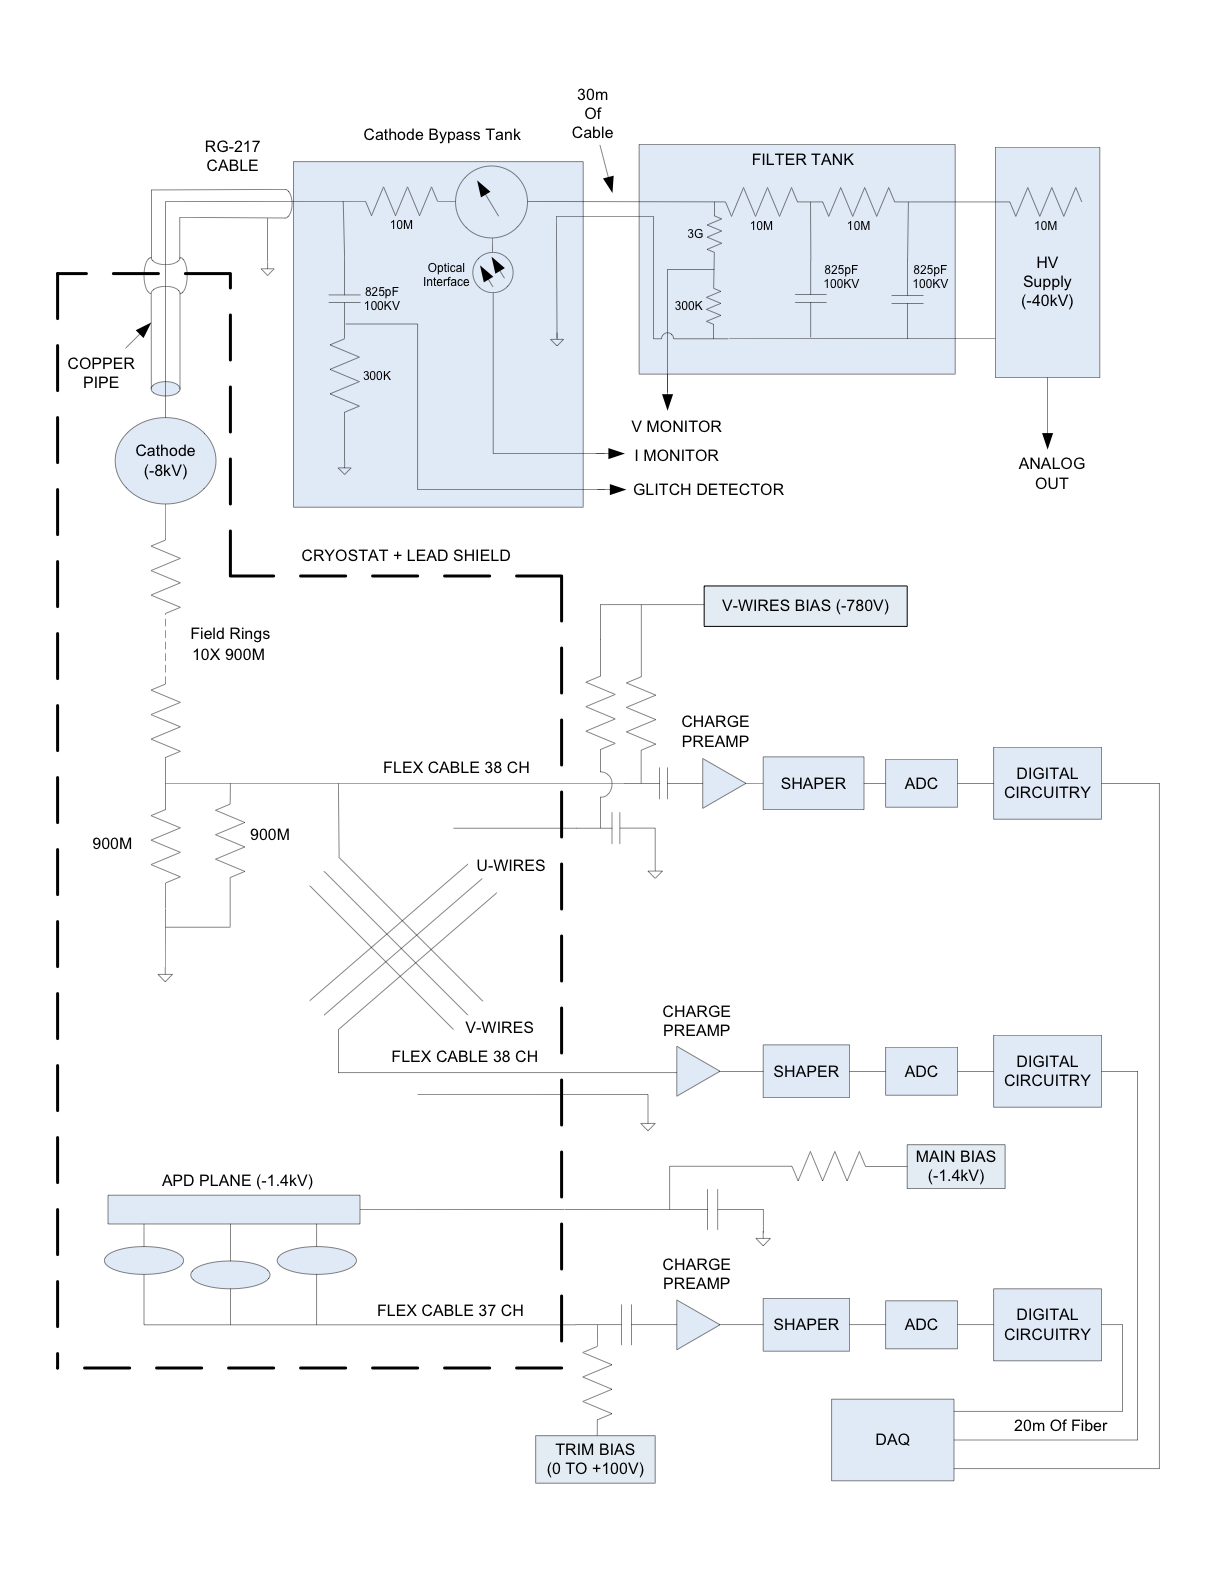 30m
Of
Cable
Cathode Bypass Tank
RG-217
CABLE
FILTER TANK
10M
3G
10M
10M
10M
Optical
Interface
825pF
100KV
300K
825pF
100KV
825pF
100KV
HV
Supply
(-40kV)
COPPER
PIPE
300K
V MONITOR
I MONITOR
GLITCH DETECTOR
ANALOG
OUT
Cathode
(-8kV)
CRYOSTAT + LEAD SHIELD
V-WIRES BIAS (-780V)
Field Rings
10X 900M
CHARGE
PREAMP
FLEX CABLE 38 CH
SHAPER
ADC
DIGITAL
CIRCUITRY
900M
900M
U-WIRES
V-WIRES
CHARGE
PREAMP
FLEX CABLE 38 CH
SHAPER
ADC
DIGITAL
CIRCUITRY
MAIN BIAS
(-1.4kV)
APD PLANE (-1.4kV)
CHARGE
PREAMP
FLEX CABLE 37 CH
SHAPER
ADC
DIGITAL
CIRCUITRY
DAQ
20m Of Fiber
TRIM BIAS
(0 TO +100V)